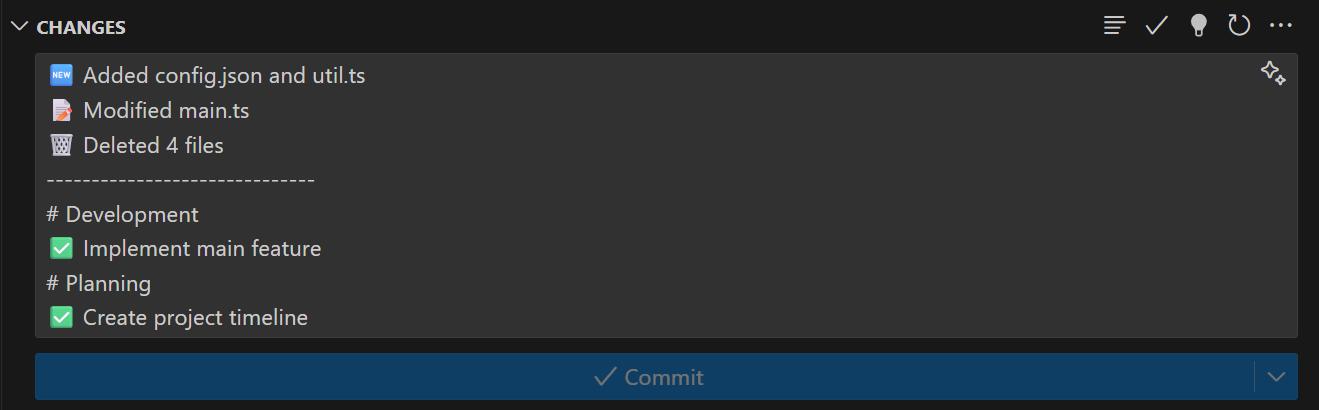 CHANGES
🆕 Added config.json and util.ts
📝 Modified main.ts
🗑️ Deleted 4 files
------------------------------
# Development
✅ Implement main feature
# Planning
✅ Create project timeline
Commit